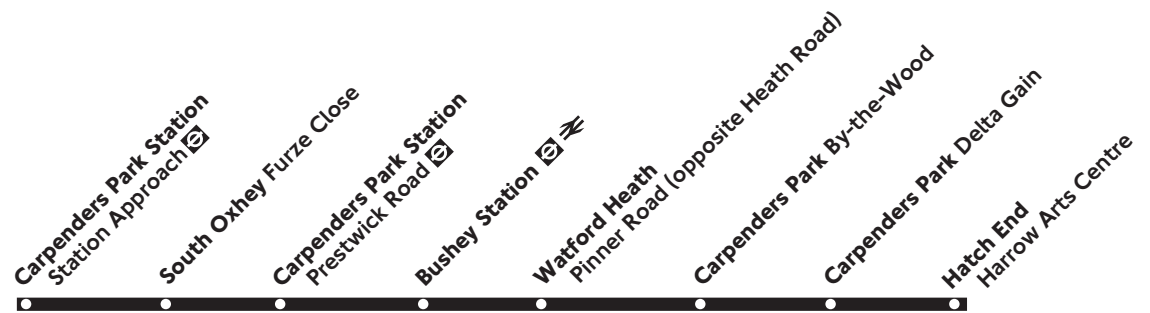 Carpenders Park Station
Station Approach
South Oxhey Furze Close
Carpenders Park Station
Prestwick Road
Bushey Station
Watford Heath
Pinner Road (opposite Heath Road)
Carpenders Park By-the-Wood
Carpenders Park Delta Gain
Hatch End
Harrow Arts Centre